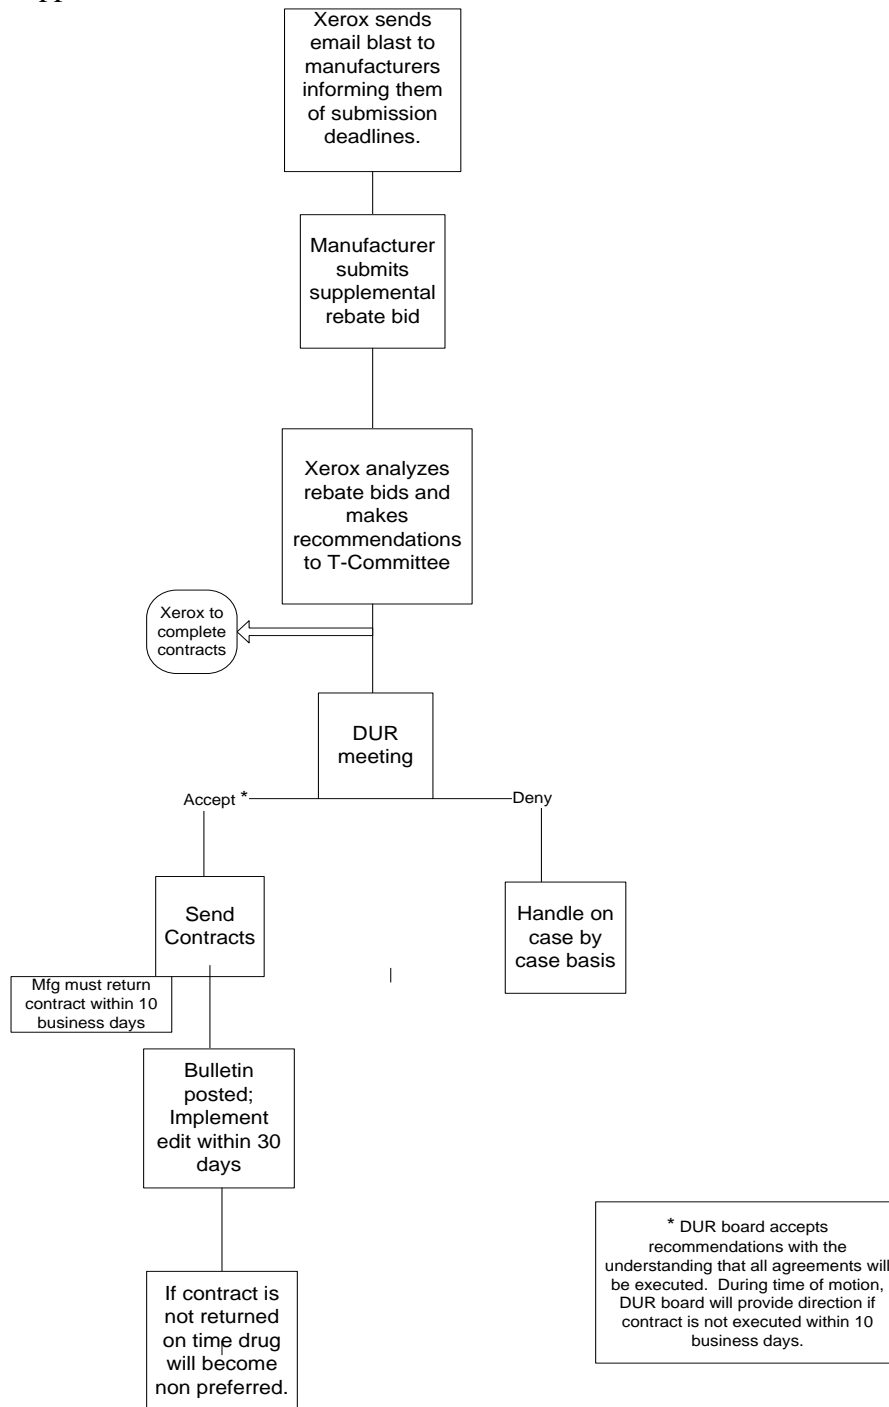 Xerox sends
email blast to
manufacturers
informing them
of submission
deadlines.
Manufacturer
submits
supplemental
rebate bid
Xerox analyzes
rebate bids and
makes
recommendations
to T-Committee
Xerox to
complete
contracts
DUR
meeting
Accept *
Deny
Send
Contracts
Handle on
case by
case basis
Mfg must return
contract within 10
business days
Bulletin
posted;
Implement
edit within 30
days
If contract is
not returned
on time drug
will become
non preferred.
* DUR board accepts
recommendations with the
understanding that all agreements will
be executed. During time of motion,
DUR board will provide direction if
contract is not executed within 10
business days.